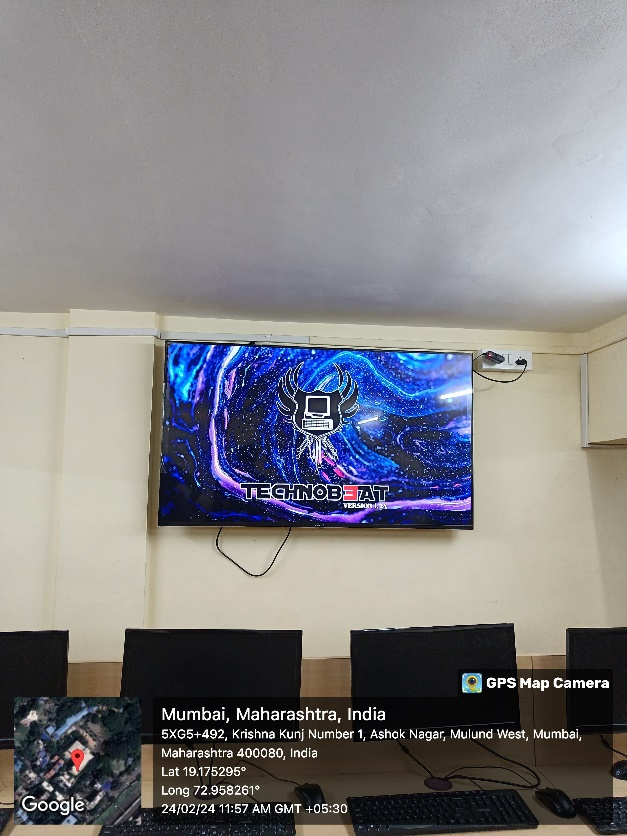 TECHNOBEAT
VERSION
GPS Map Camera
Mumbai, Maharashtra, India
5XG5+492, Krishna Kunj Number 1, Ashok Nagar, Mulund West, Mumbai,
Maharashtra 400080, India
Lat 19.175295°
Long 72.958261°
24/02/24 11:57 AM GMT +05:30
Google